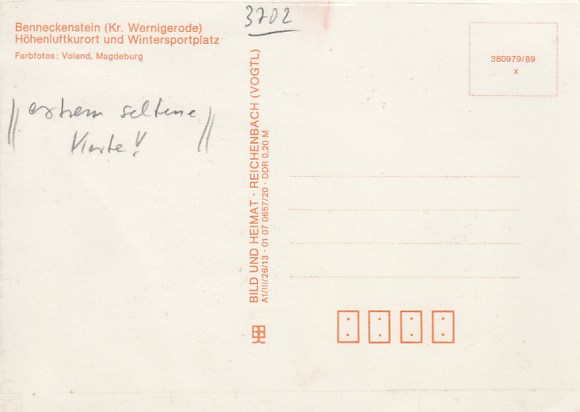 Benneckenstein (Kr. Wernigerode)
Höhenluftkurort und Wintersportplatz
Farbfotos: Voland, Magdeburg
3702
380979/89
x
extrem seltene
Karte!
BILD UND HEIMAT · REICHENBACH (VOGTL)
A1/III/26/13 · 01 07 0657/20 · DDR 0,20 M